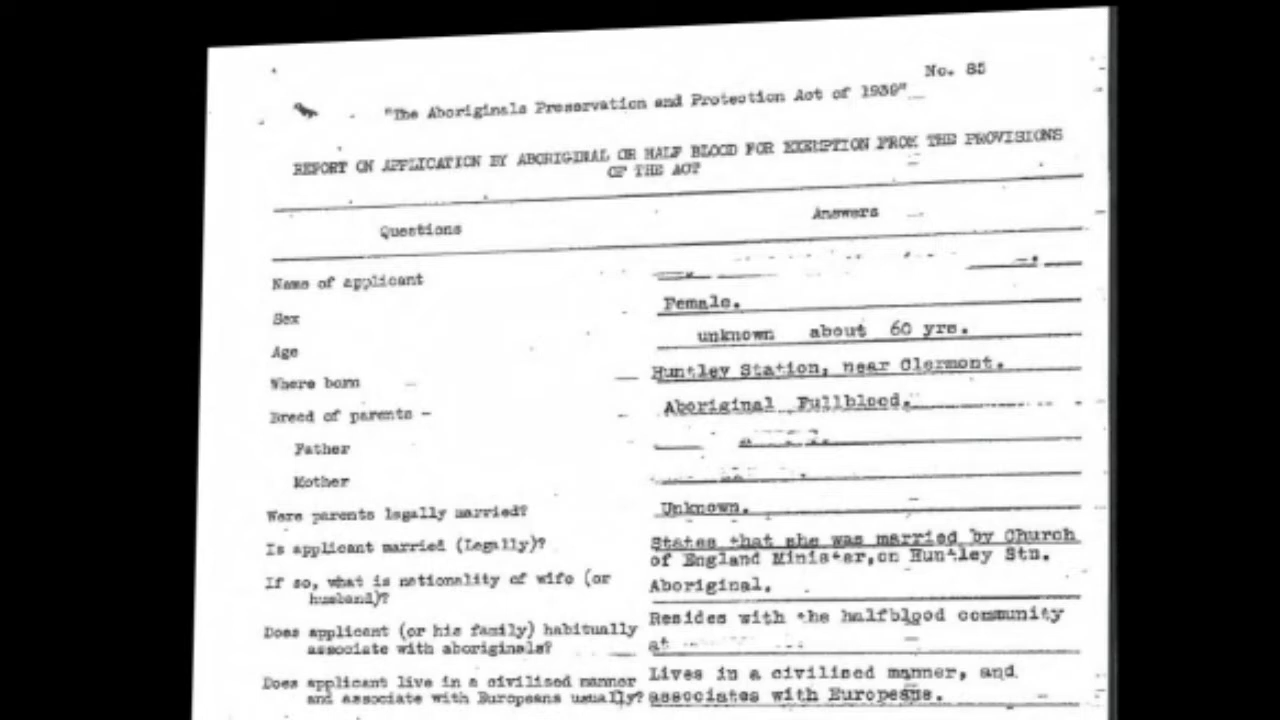 No. 85
"The Aboriginals Preservation and Protection Act of 1939"
REPORT ON APPLICATION BY ABORIGINAL OR HALF BLOOD FOR EXEMPTION FROM THE PROVISIONS
OF THE ACT
Questions Answers
Name of applicant
Sex Female.
Age unknown about 60 yrs.
Where born Huntley Station, near Clermont.
Breed of parents - Aboriginal Fullblood.
Father
Mother
Were parents legally married? Unknown.
Is applicant married (Legally)? States that she was married by Church
of England Minister,on Huntley Stn.
If so, what is nationality of wife (or
husband)? Aboriginal.
Does applicant (or his family) habitually Resides with the halfblood community
associate with aboriginals? at
Does applicant live in a civilised manner Lives in a civilised manner, and
and associate with Europeans usually? associates with Europeans.